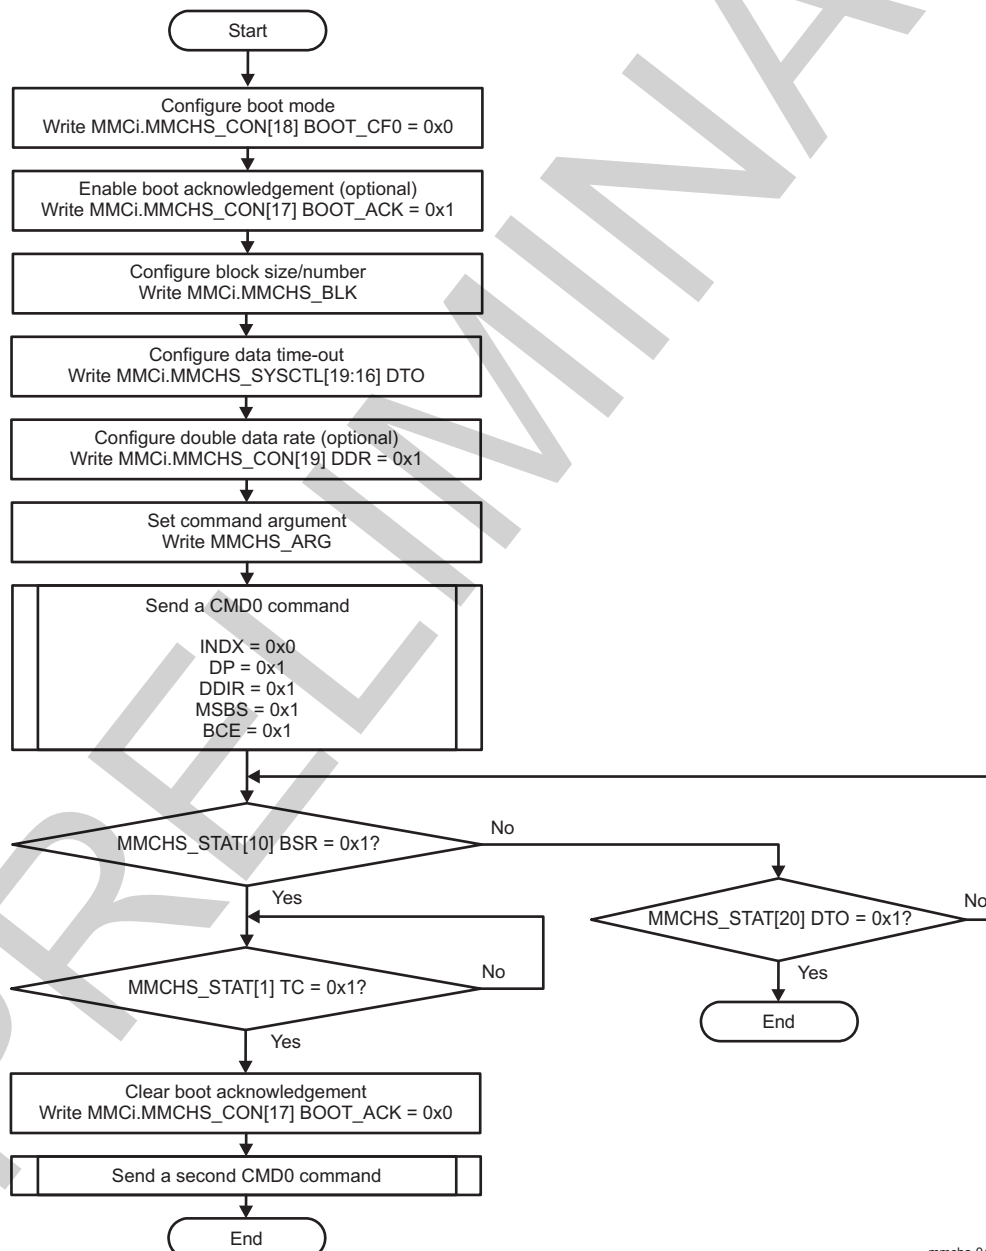 Start
Configure boot mode
Write MMCi.MMCHS_CON[18] BOOT_CF0 = 0x0
Enable boot acknowledgement (optional)
Write MMCi.MMCHS_CON[17] BOOT_ACK = 0x1
Configure block size/number
Write MMCi.MMCHS_BLK
Configure data time-out
Write MMCi.MMCHS_SYSCTL[19:16] DTO
Configure double data rate (optional)
Write MMCi.MMCHS_CON[19] DDR = 0x1
Set command argument
Write MMCHS_ARG
Send a CMD0 command
INDX = 0x0
DP = 0x1
DDIR = 0x1
MSBS = 0x1
BCE = 0x1
MMCHS_STAT[10] BSR = 0x1?
No
Yes
MMCHS_STAT[20] DTO = 0x1?
No
Yes
End
MMCHS_STAT[1] TC = 0x1?
No
Yes
Clear boot acknowledgement
Write MMCi.MMCHS_CON[17] BOOT_ACK = 0x0
Send a second CMD0 command
End
PRELIMINA